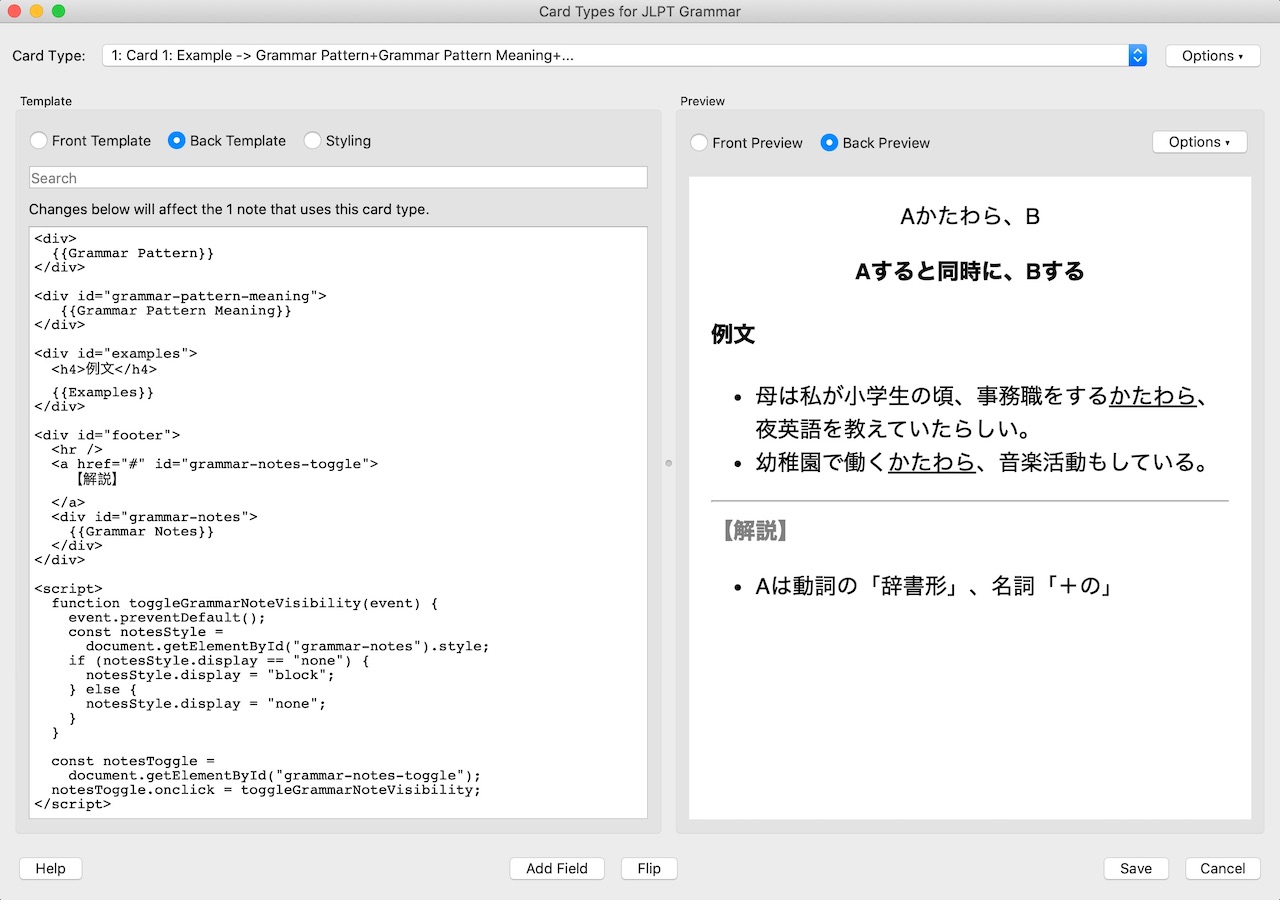 Card Types for JLPT Grammar
Card Type:
1: Card 1: Example -> Grammar Pattern+Grammar Pattern Meaning+...
Options ▾
Template
Front Template
Back Template
Styling
Search
Changes below will affect the 1 note that uses this card type.
<div>
  {{Grammar Pattern}}
</div>
<div id="grammar-pattern-meaning">
   {{Grammar Pattern Meaning}}
</div>
<div id="examples">
  <h4>例文</h4>
  {{Examples}}
</div>
<div id="footer">
  <hr />
  <a href="#" id="grammar-notes-toggle">
    【解説】
  </a>
  <div id="grammar-notes">
    {{Grammar Notes}}
  </div>
</div>
<script>
  function toggleGrammarNoteVisibility(event) {
    event.preventDefault();
    const notesStyle =
      document.getElementById("grammar-notes").style;
    if (notesStyle.display == "none") {
      notesStyle.display = "block";
    } else {
      notesStyle.display = "none";
    }
  }
  const notesToggle =
    document.getElementById("grammar-notes-toggle");
  notesToggle.onclick = toggleGrammarNoteVisibility;
</script>
Preview
Front Preview
Back Preview
Options ▾
Aかたわら、B
Aすると同時に、Bする
例文
• 母は私が小学生の頃、事務職をするかたわら、
夜英語を教えていたらしい。
• 幼稚園で働くかたわら、音楽活動もしている。
【解説】
• Aは動詞の「辞書形」、名詞「＋の」
Help
Add Field
Flip
Save
Cancel